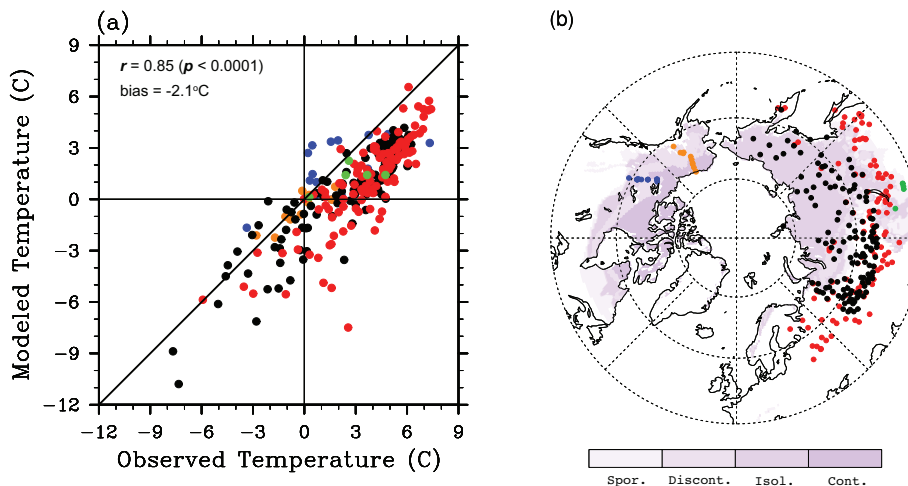 (a)
r = 0.85 (p < 0.0001)
bias = -2.1°C
9
6
3
0
−3
−6
−9
−12
Modeled Temperature (C)
−12 −9 −6 −3 0 3 6 9
Observed Temperature (C)
(b)
Spor. Discont. Isol. Cont.